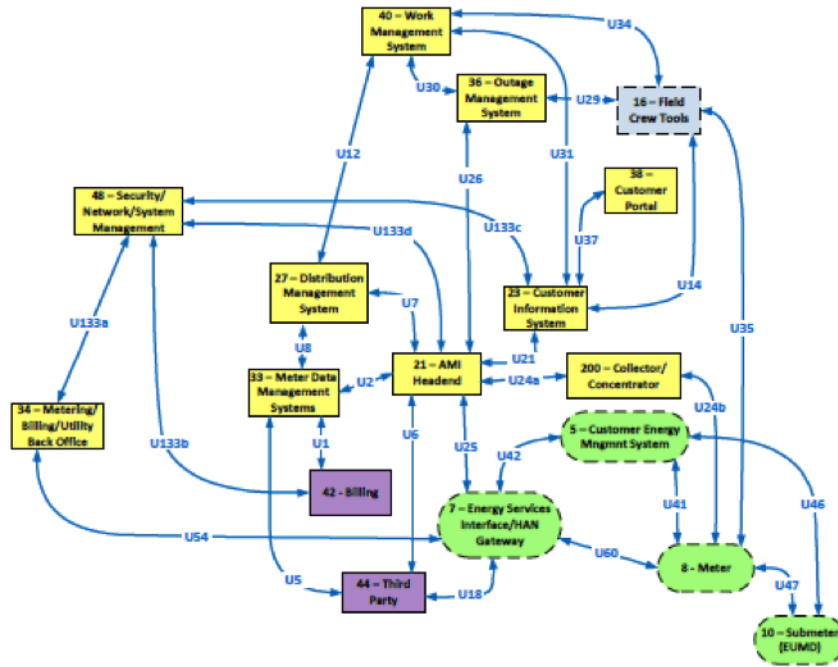 40 – Work
Management
System
U34
U30
36 – Outage
Management
System
U29
16 – Field
Crew Tools
U12
U31
U26
38 –
Customer
Portal
48 – Security/
Network/System
Management
U133d
U133c
U37
27 – Distribution
Management
System
U7
23 – Customer
Information
System
U14
U133a
U8
U35
21 – AMI
Headend
U21
U24a
200 – Collector/
Concentrator
33 – Meter Data
Management
Systems
U2
34 – Metering/
Billing/Utility
Back Office
U133b
U1
U6
U25
U24b
5 – Customer Energy
Mngmnt System
U42
42 - Billing
7 – Energy Services
Interface/HAN
Gateway
U41
U46
U54
U60
8 - Meter
U5
44 – Third
Party
U18
U47
10 – Submeter
(EUMD)